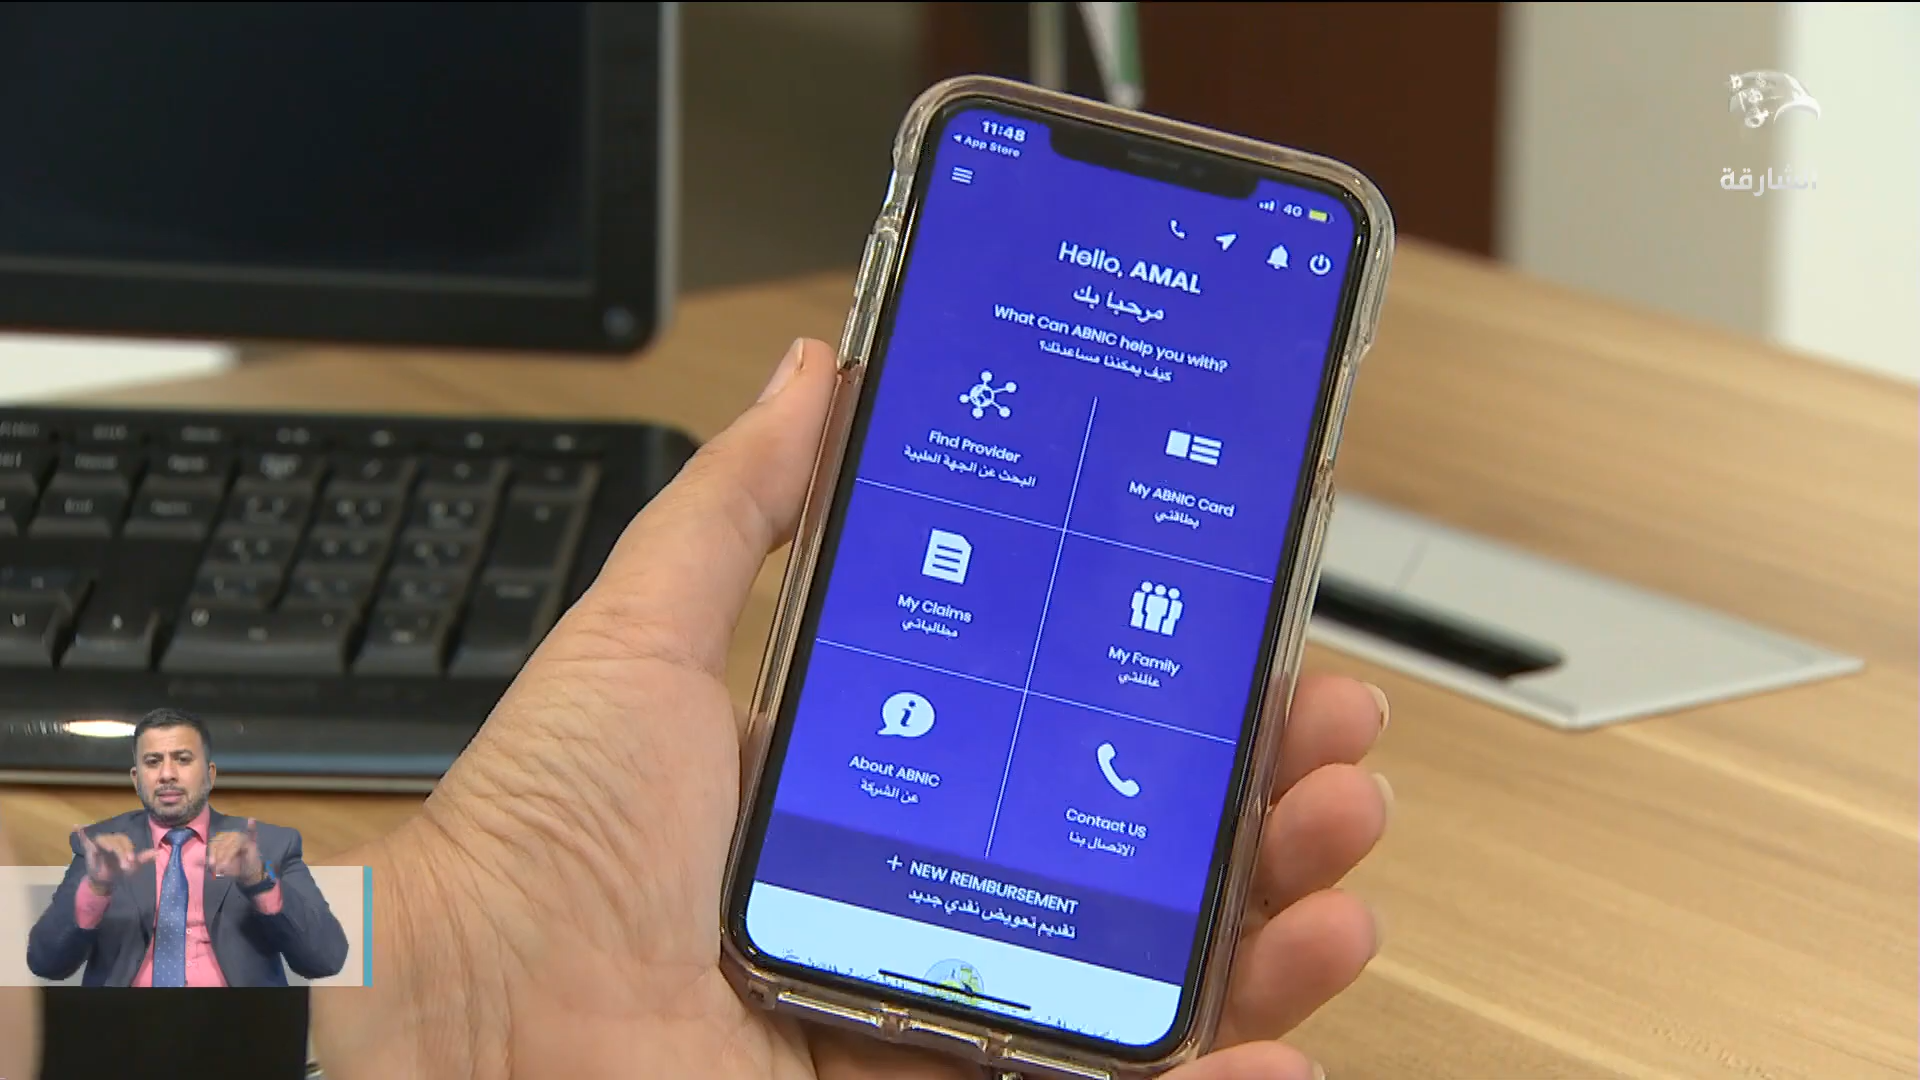 الشارقة
11:48
App Store
4G
Hello, AMAL
مرحبا بك
What Can ABNIC help you with?
كيف يمكننا مساعدتك؟
Find Provider
البحث عن الجهة الطبية
My ABNIC Card
بطاقتي
My Claims
مطالباتي
My Family
عائلتي
About ABNIC
عن الشركة
Contact US
الإتصال بنا
+ NEW REIMBURSEMENT
تقديم تعويض نقدي جديد